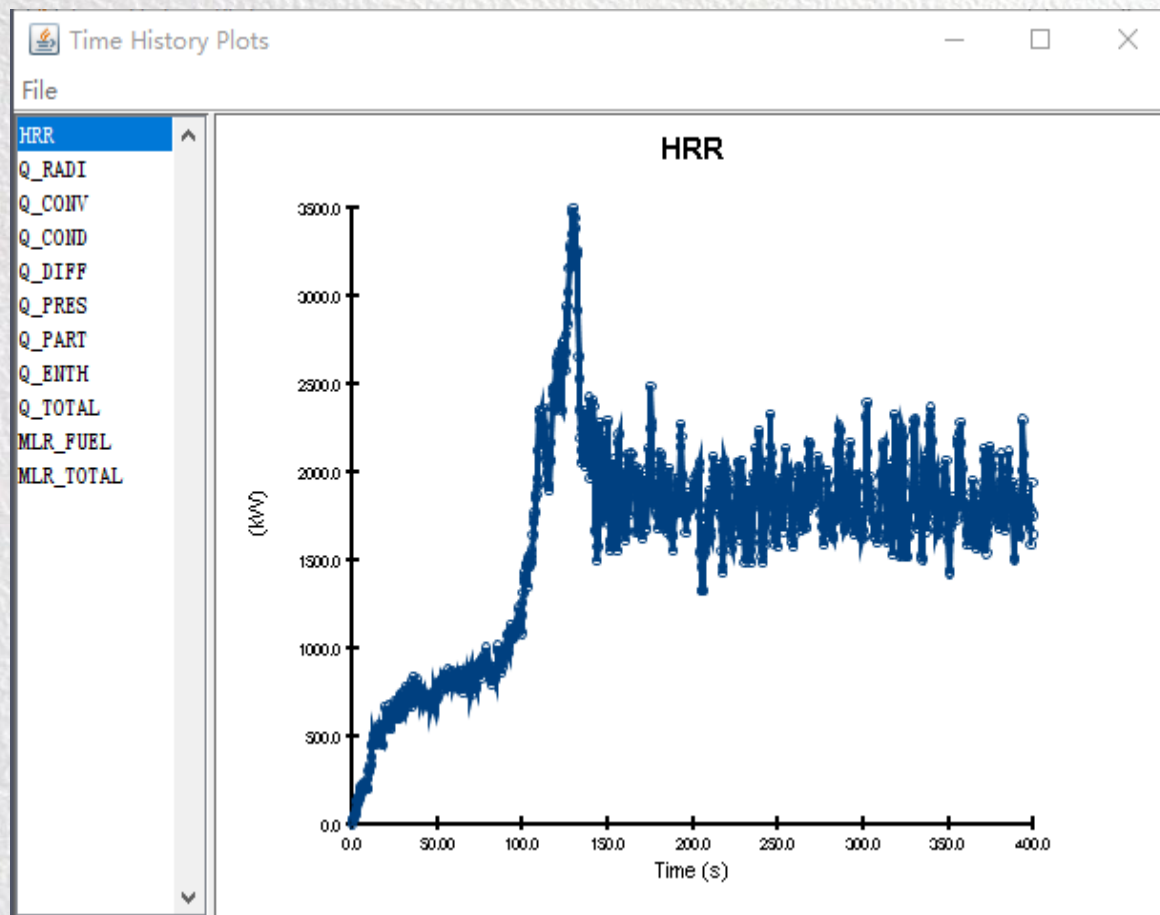 Time History Plots
File
HRR
Q_RADI
Q_CONV
Q_COND
Q_DIFF
Q_PRES
Q_PART
Q_ENTH
Q_TOTAL
MLR_FUEL
MLR_TOTAL
HRR
3500.0
3000.0
2500.0
2000.0
1500.0
1000.0
500.0
0.0
(kW)
0.0 50.00 100.0 150.0 200.0 250.0 300.0 350.0 400.0
Time (s)